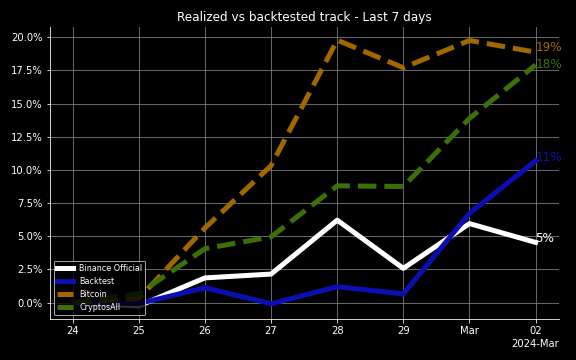 Realized vs backtested track - Last 7 days
20.0%
17.5%
15.0%
12.5%
10.0%
7.5%
5.0%
2.5%
0.0%
19%
18%
11%
5%
Binance Official
Backtest
Bitcoin
CryptosAll
24 25 26 27 28 29 Mar 02
2024-Mar